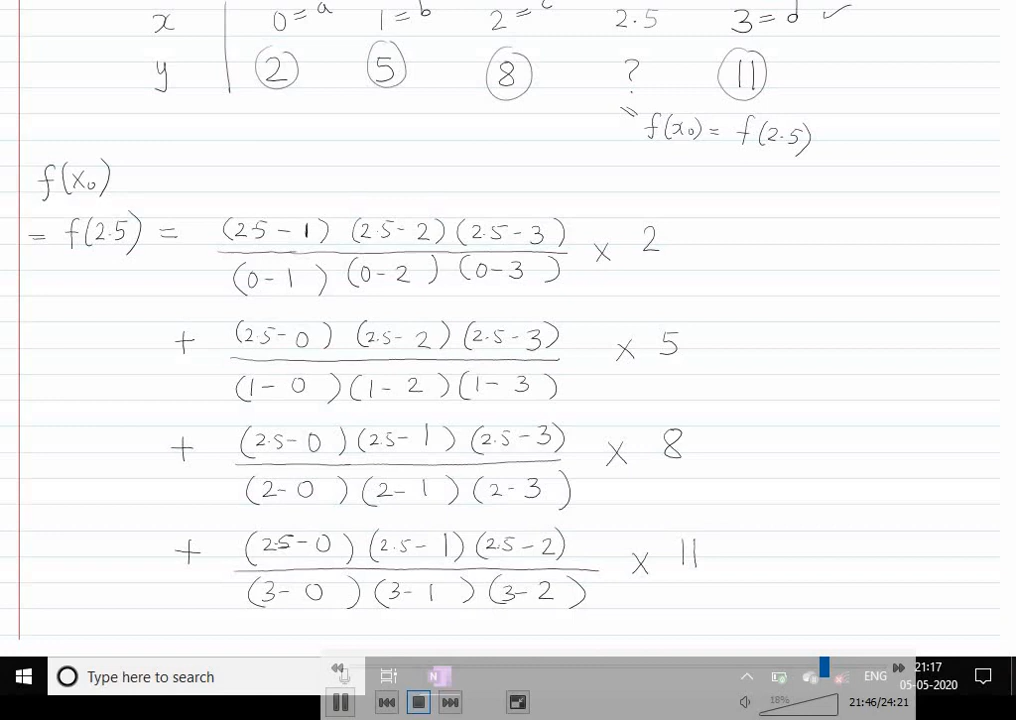 x 0 = a 1 = b 2 = c 2.5 3 = d ✓
y 2 5 8 ? 11
= f(x₀) = f(2.5)
f(x₀)
= f(2.5) = (2.5 - 1) (2.5 - 2) (2.5 - 3)
(0 - 1) (0 - 2) (0 - 3) × 2
+ (2.5 - 0) (2.5 - 2) (2.5 - 3)
(1 - 0) (1 - 2) (1 - 3) × 5
+ (2.5 - 0) (2.5 - 1) (2.5 - 3)
(2 - 0) (2 - 1) (2 - 3) × 8
+ (2.5 - 0) (2.5 - 1) (2.5 - 2)
(3 - 0) (3 - 1) (3 - 2) × 11
Type here to search
N
ENG
21:17
05-05-2020
18%
21:46/24:21